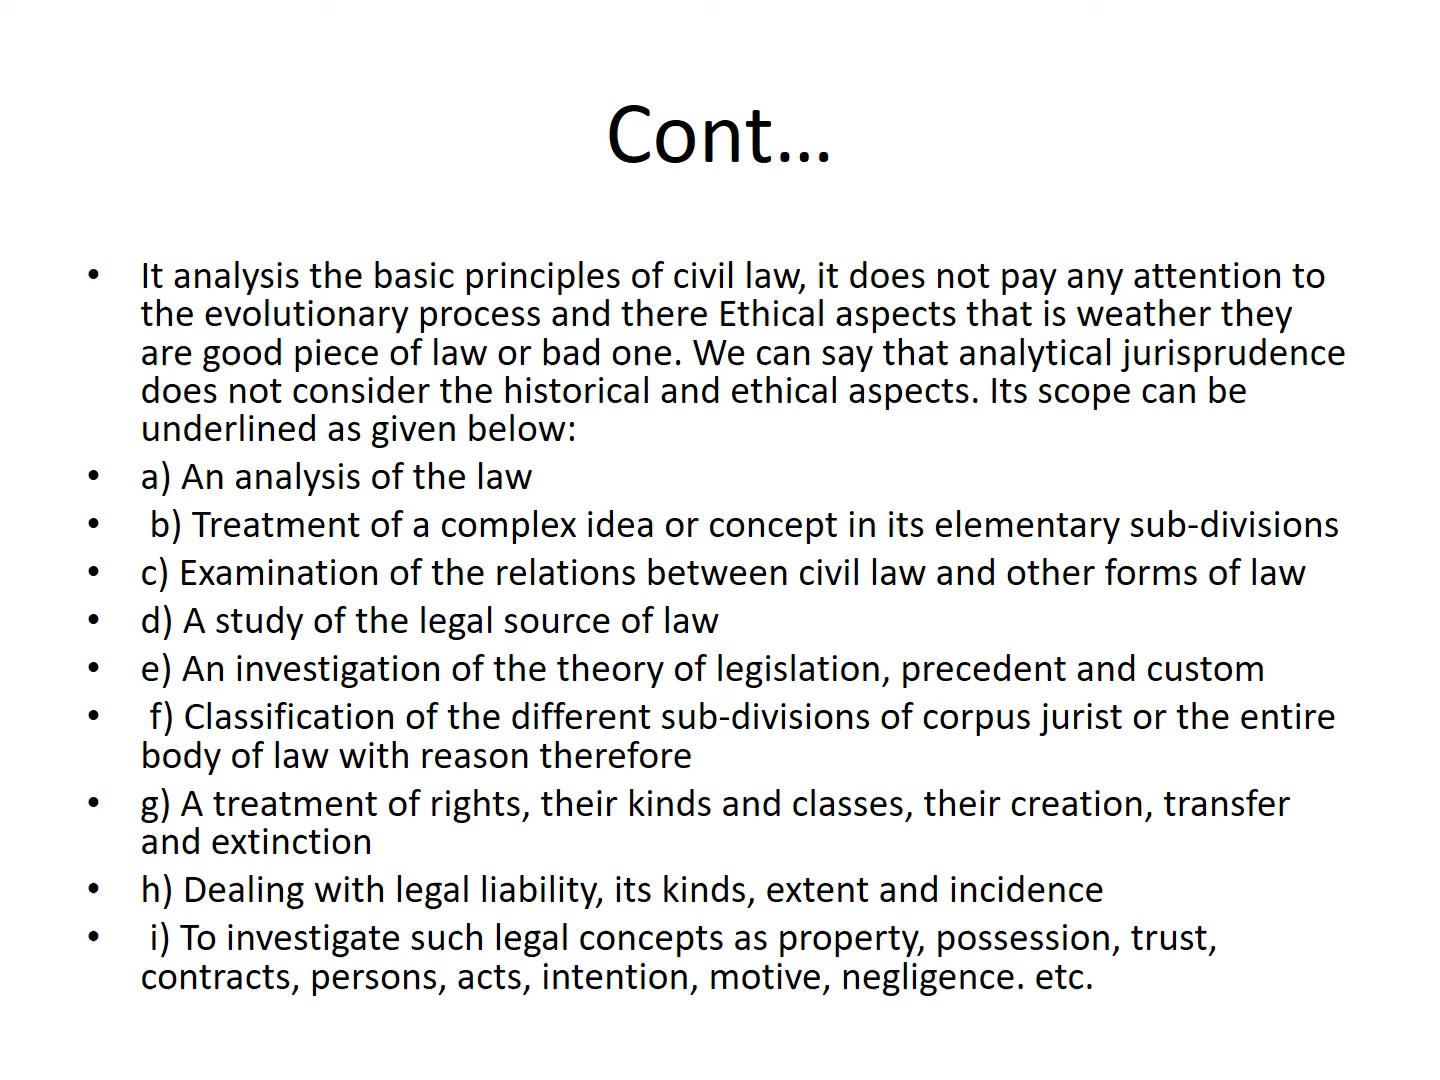 Cont...
• It analysis the basic principles of civil law, it does not pay any attention to
the evolutionary process and there Ethical aspects that is weather they
are good piece of law or bad one. We can say that analytical jurisprudence
does not consider the historical and ethical aspects. Its scope can be
underlined as given below:
• a) An analysis of the law
• b) Treatment of a complex idea or concept in its elementary sub-divisions
• c) Examination of the relations between civil law and other forms of law
• d) A study of the legal source of law
• e) An investigation of the theory of legislation, precedent and custom
• f) Classification of the different sub-divisions of corpus jurist or the entire
body of law with reason therefore
• g) A treatment of rights, their kinds and classes, their creation, transfer
and extinction
• h) Dealing with legal liability, its kinds, extent and incidence
• i) To investigate such legal concepts as property, possession, trust,
contracts, persons, acts, intention, motive, negligence. etc.